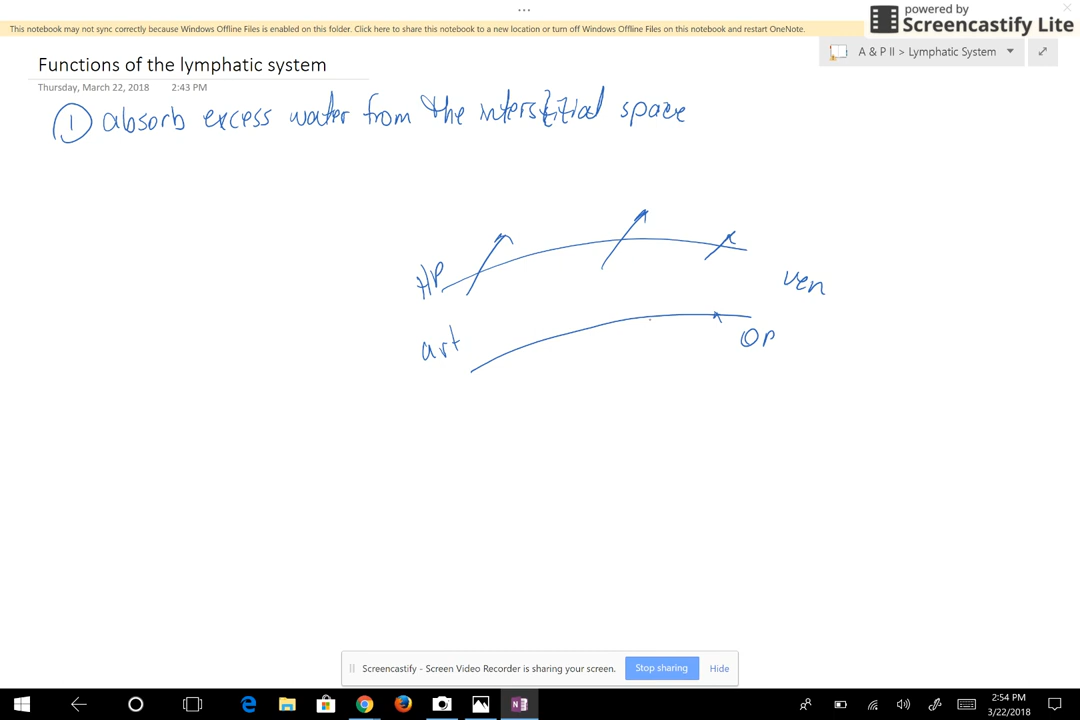 powered by
Screencastify Lite
This notebook may not sync correctly because Windows Offline Files is enabled on this folder. Click here to share this notebook to a new location or turn off Windows Offline Files on this notebook and restart OneNote.
A & P II > Lymphatic System
Functions of the lymphatic system
Thursday, March 22, 2018 2:43 PM
① absorb excess water from the interstitial space
HP
ven
art
OP
Screencastify - Screen Video Recorder is sharing your screen.
Stop sharing
Hide
2:54 PM
3/22/2018